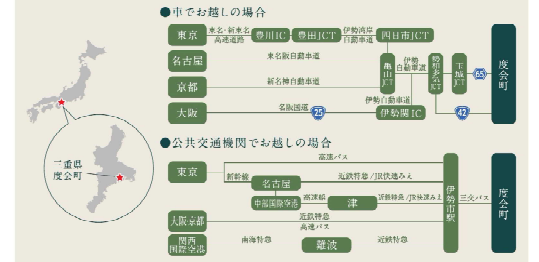 ●車でお越しの場合
東京
東名・新東名
高速道路
豊川IC
豊田JCT
伊勢湾岸
自動車道
四日市JCT
名古屋
東名阪自動車道
京都
新名神自動車道
亀山JCT
伊勢
自動車道
勢和多気JCT
玉城JCT
65
度会町
大阪
名阪国道
25
伊勢自動車道
伊勢関IC
42
三重県
度会町
●公共交通機関でお越しの場合
東京
高速バス
新幹線
名古屋
近鉄特急/JR快速みえ
中部国際空港
高速船
津
近鉄特急/JR快速みえ
伊勢市駅
三交バス
度会町
大阪京都
近鉄特急
高速バス
関西
国際空港
南海特急
難波
近鉄特急